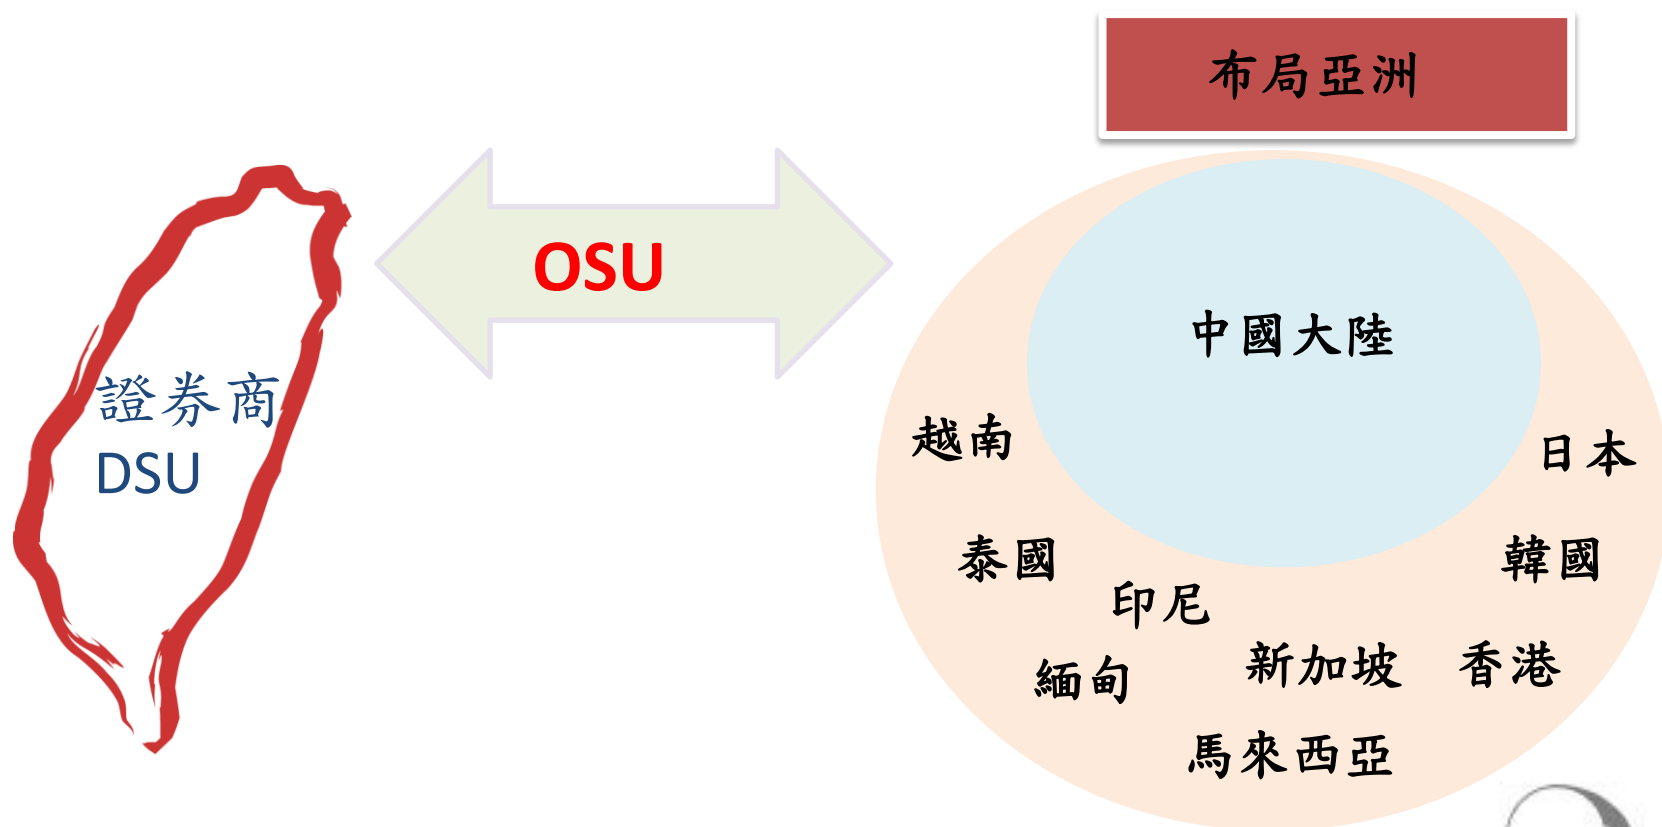 布局亞洲
OSU
中國大陸
證券商
DSU
越南
日本
泰國
韓國
印尼
緬甸
新加坡
香港
馬來西亞